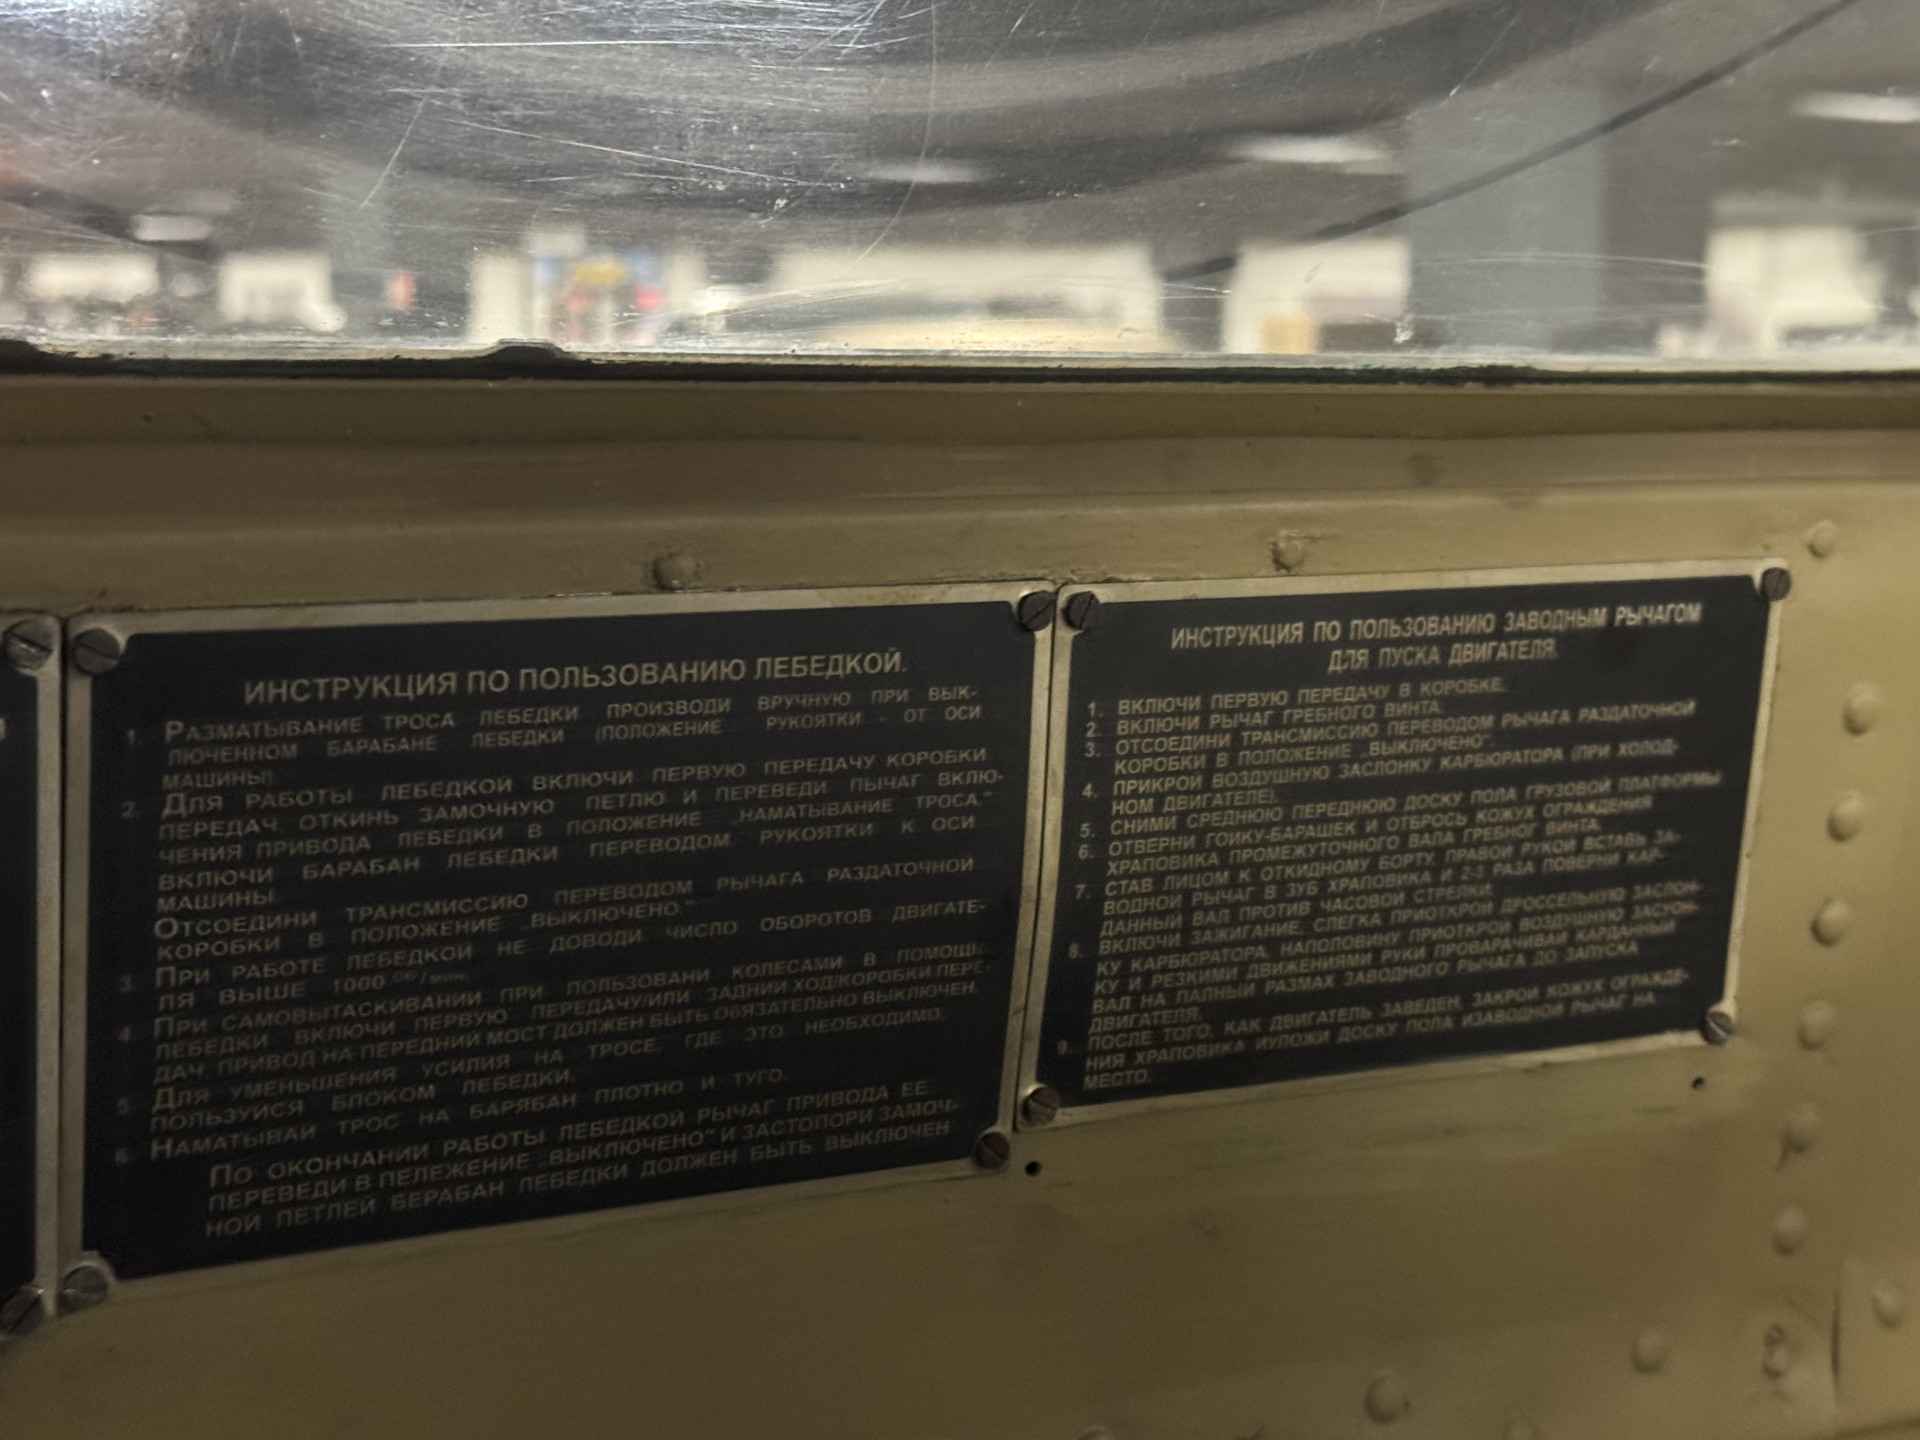 ИНСТРУКЦИЯ ПО ПОЛЬЗОВАНИЮ ЛЕБЕДКОЙ.
1. РАЗМАТЫВАНИЕ ТРОСА ЛЕБЕДКИ ПРОИЗВОДИ ВРУЧНУЮ ПРИ ВЫК-
ЛЮЧЕННОМ БАРАБАНЕ ЛЕБЕДКИ (ПОЛОЖЕНИЕ РУКОЯТКИ - ОТ ОСИ
МАШИНЫ)
2. ДЛЯ РАБОТЫ ЛЕБЕДКОЙ ВКЛЮЧИ ПЕРВУЮ ПЕРЕДАЧУ КОРОБКИ
ПЕРЕДАЧ, ОТКИНЬ ЗАМОЧНУЮ ПЕТЛЮ И ПЕРЕВЕДИ РЫЧАГ ВКЛЮ-
ЧЕНИЯ ПРИВОДА ЛЕБЕДКИ В ПОЛОЖЕНИЕ „НАМАТЫВАНИЕ ТРОСА."
ВКЛЮЧИ БАРАБАН ЛЕБЕДКИ ПЕРЕВОДОМ РУКОЯТКИ К ОСИ
МАШИНЫ.
ОТСОЕДИНИ ТРАНСМИССИЮ ПЕРЕВОДОМ РЫЧАГА РАЗДАТОЧНОЙ
КОРОБКИ В ПОЛОЖЕНИЕ „ВЫКЛЮЧЕНО."
3. ПРИ РАБОТЕ ЛЕБЕДКОЙ НЕ ДОВОДИ ЧИСЛО ОБОРОТОВ ДВИГАТЕ-
ЛЯ ВЫШЕ 1000 ОБ/МИН.
4. ПРИ САМОВЫТАСКИВАНИИ ПРИ ПОЛЬЗОВАНИ КОЛЕСАМИ В ПОМОЩЬ
ЛЕБЕДКИ ВКЛЮЧИ ПЕРВУЮ ПЕРЕДАЧУ/ИЛИ ЗАДНИЙ ХОД/КОРОБКИ ПЕРЕ-
ДАЧ, ПРИВОД НА ПЕРЕДНИЙ МОСТ ДОЛЖЕН БЫТЬ ОБЯЗАТЕЛЬНО ВЫКЛЮЧЕН.
5. ДЛЯ УМЕНЬШЕНИЯ УСИЛИЯ НА ТРОСЕ, ГДЕ ЭТО НЕОБХОДИМО,
ПОЛЬЗУЙСЯ БЛОКОМ ЛЕБЕДКИ.
6. НАМАТЫВАЙ ТРОС НА БАРЯБАН ПЛОТНО И ТУГО.
ПО ОКОНЧАНИИ РАБОТЫ ЛЕБЕДКОЙ РЫЧАГ ПРИВОДА ЕЕ
ПЕРЕВЕДИ В ПЕЛЕЖЕНИЕ „ВЫКЛЮЧЕНО" И ЗАСТОПОРИ ЗАМОЧ-
НОЙ ПЕТЛЕЙ БЕРАБАН ЛЕБЕДКИ ДОЛЖЕН БЫТЬ ВЫКЛЮЧЕН
ИНСТРУКЦИЯ ПО ПОЛЬЗОВАНИЮ ЗАВОДНЫМ РЫЧАГОМ
ДЛЯ ПУСКА ДВИГАТЕЛЯ.
1. ВКЛЮЧИ ПЕРВУЮ ПЕРЕДАЧУ В КОРОБКЕ.
2. ВКЛЮЧИ РЫЧАГ ГРЕБНОГО ВИНТА.
3. ОТСОЕДИНИ ТРАНСМИССИЮ ПЕРЕВОДОМ РЫЧАГА РАЗДАТОЧНОЙ
КОРОБКИ В ПОЛОЖЕНИЕ „ВЫКЛЮЧЕНО".
4. ПРИКРОЙ ВОЗДУШНУЮ ЗАСЛОНКУ КАРБЮРАТОРА (ПРИ ХОЛОД-
НОМ ДВИГАТЕЛЕ).
5. СНИМИ СРЕДНЮЮ ПЕРЕДНЮЮ ДОСКУ ПОЛА ГРУЗОВОЙ ПЛАТФОРМЫ
6. ОТВЕРНИ ГОЙКУ-БАРАШЕК И ОТБРОСЬ КОЖУХ ОГРАЖДЕНИЯ
ХРАПОВИКА ПРОМЕЖУТОЧНОГО ВАЛА ГРЕБНОГ ВИНТА.
7. СТАВ ЛИЦОМ К ОТКИДНОМУ БОРТУ, ПРАВОЙ РУКОЙ ВСТАВЬ ЗА-
ВОДНОЙ РЫЧАГ В ЗУБ ХРАПОВИКА И 2-3 РАЗА ПОВЕРНИ КАР-
ДАННЫЙ ВАЛ ПРОТИВ ЧАСОВОЙ СТРЕЛКИ.
8. ВКЛЮЧИ ЗАЖИГАНИЕ, СЛЕГКА ПРИОТКРОЙ ДРОССЕЛЬНУЮ ЗАСЛОН-
КУ КАРБЮРАТОРА, НАПОЛОВИНУ ПРИОТКРОЙ ВОЗДУШНУЮ ЗАСУОН-
КУ И РЕЗКИМИ ДВИЖЕНИЯМИ РУКИ ПРОВАРАЧИВАЙ КАРДАННЫЙ
ВАЛ НА ПАЛНЫЙ РАЗМАХ ЗАВОДНОГО РЫЧАГА ДО ЗАПУСКА
ДВИГАТЕЛЯ.
9. ПОСЛЕ ТОГО, КАК ДВИГАТЕЛЬ ЗАВЕДЕН, ЗАКРОЙ КОЖУХ ОГРАЖДЕ-
НИЯ ХРАПОВИКА ИУЛОЖИ ДОСКУ ПОЛА ИЗАВОДНОЙ РЫЧАГ НА
МЕСТО.